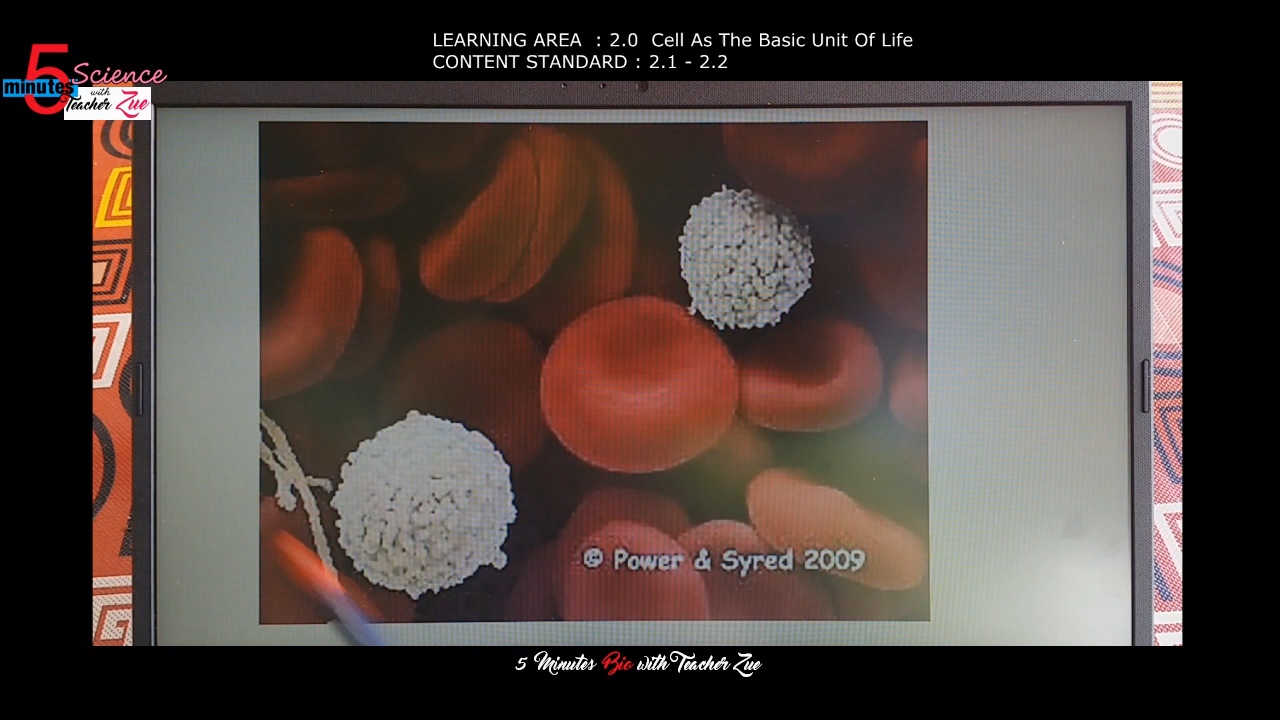 LEARNING AREA : 2.0 Cell As The Basic Unit Of Life
CONTENT STANDARD : 2.1 - 2.2
5 Science
minutes
with
Teacher Zue
© Power & Syred 2009
5 Minutes Bio with Teacher Zue